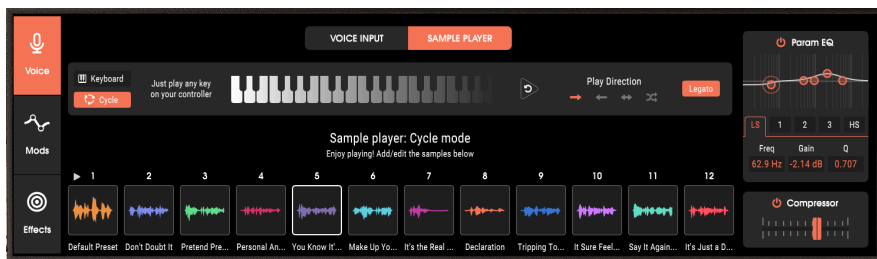 VOICE INPUT
SAMPLE PLAYER
Voice
Mods
Effects
Keyboard
Cycle
Just play any key
on your controller
Play Direction
Legato
Sample player: Cycle mode
Enjoy playing! Add/edit the samples below
1 2 3 4 5 6 7 8 9 10 11 12
Default Preset Don't Doubt It Pretend Pre... Personal An... You Know It'... Make Up Yo... It's the Real ... Declaration Tripping To... It Sure Feel... Say It Again... It's Just a D...
Param EQ
LS 1 2 3 HS
Freq Gain Q
62.9 Hz -2.14 dB 0.707
Compressor